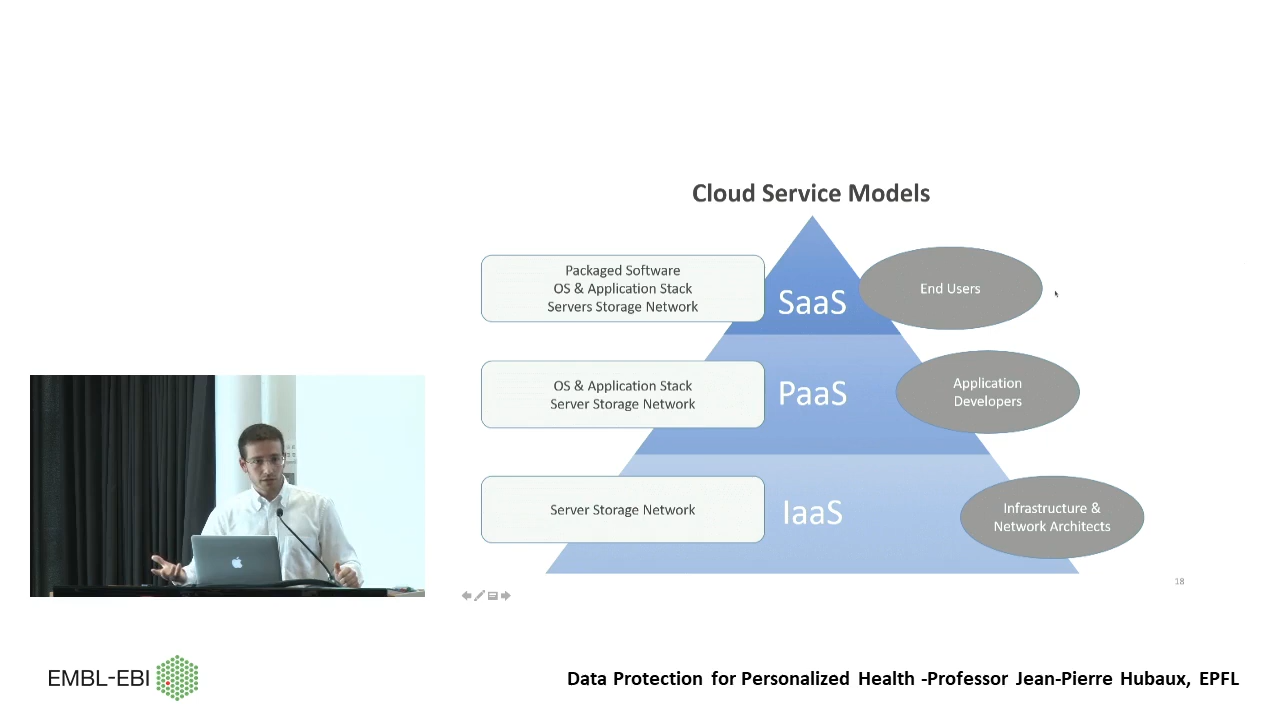 Cloud Service Models
Packaged Software
OS & Application Stack
Servers Storage Network
SaaS
End Users
OS & Application Stack
Server Storage Network
PaaS
Application
Developers
Server Storage Network
IaaS
Infrastructure &
Network Architects
18
EMBL-EBI
Data Protection for Personalized Health -Professor Jean-Pierre Hubaux, EPFL